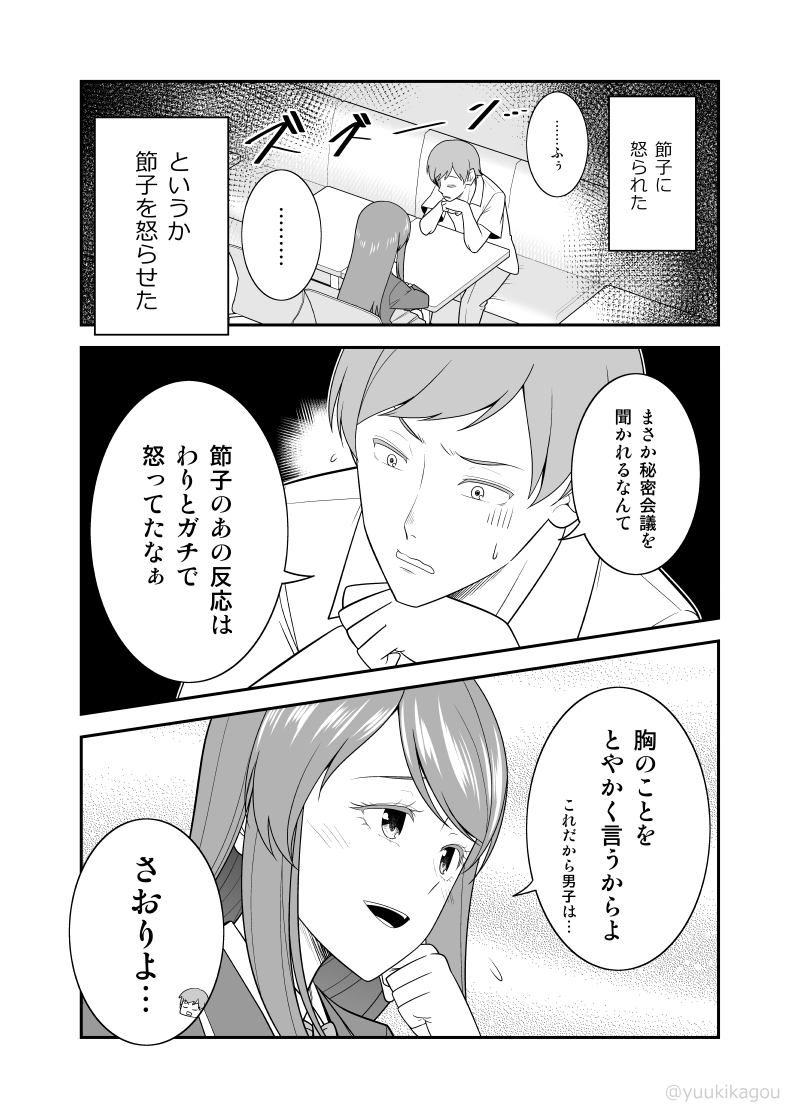 節子に
怒られた
……ふぅ
ズズーン…
………
というか
節子を怒らせた
まさか秘密会議を
聞かれるなんて
節子のあの反応は
わりとガチで
怒ってたなぁ
胸のことを
とやかく言うからよ
これだから男子は…
さおりよ…
@yuukikagou